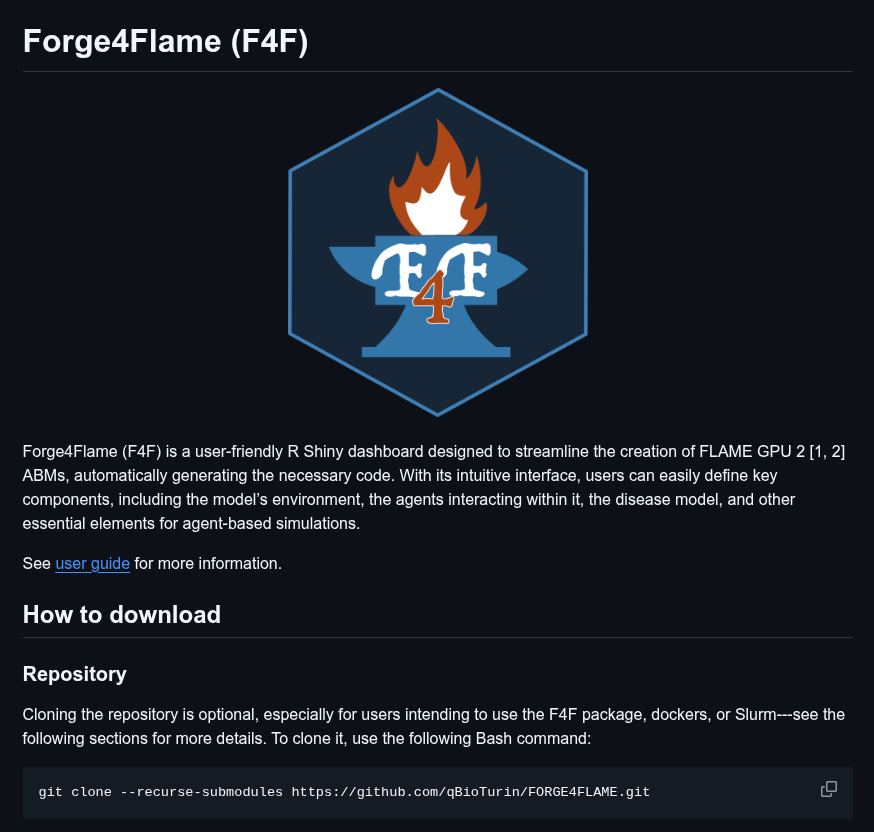 Forge4Flame (F4F)
F F
4
Forge4Flame (F4F) is a user-friendly R Shiny dashboard designed to streamline the creation of FLAME GPU 2 [1, 2]
ABMs, automatically generating the necessary code. With its intuitive interface, users can easily define key
components, including the model’s environment, the agents interacting within it, the disease model, and other
essential elements for agent-based simulations.
See user guide for more information.
How to download
Repository
Cloning the repository is optional, especially for users intending to use the F4F package, dockers, or Slurm---see the
following sections for more details. To clone it, use the following Bash command:
git clone --recurse-submodules https://github.com/qBioTurin/FORGE4FLAME.git